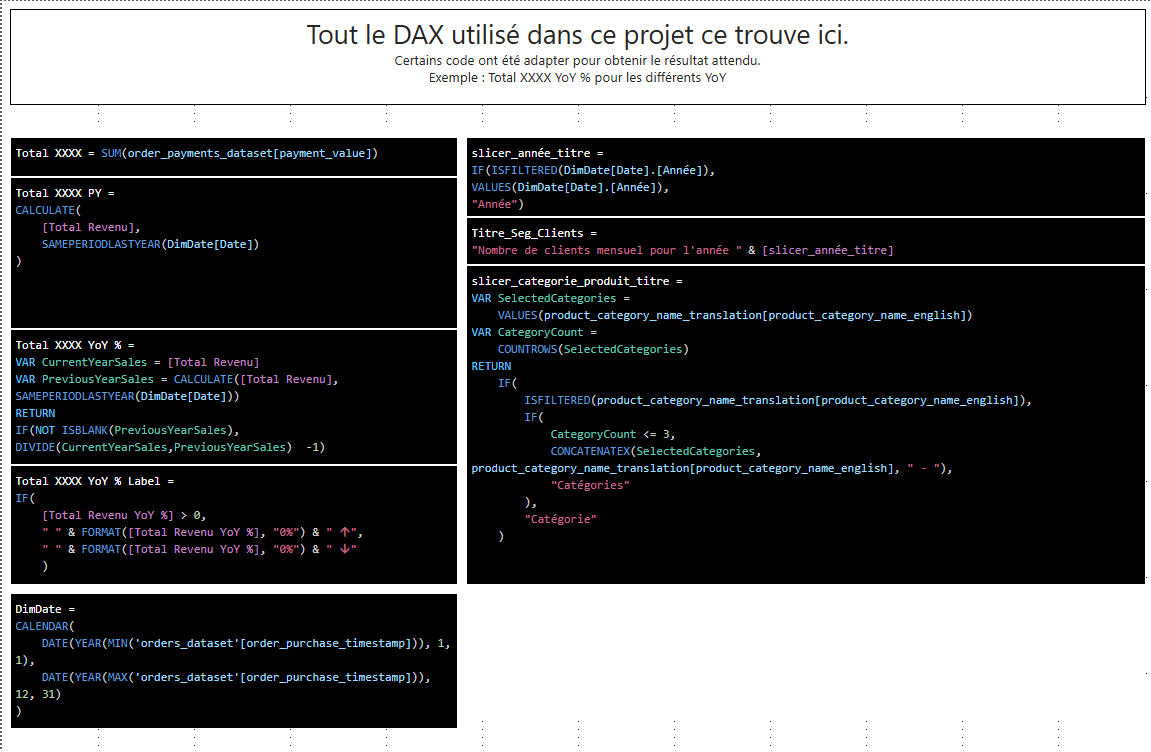 Tout le DAX utilisé dans ce projet ce trouve ici.
Certains code ont été adapter pour obtenir le résultat attendu.
Exemple : Total XXXX YoY % pour les différents YoY
Total XXXX = SUM(order_payments_dataset[payment_value])
Total XXXX PY =
CALCULATE(
    [Total Revenu],
    SAMEPERIODLASTYEAR(DimDate[Date])
)
Total XXXX YoY % =
VAR CurrentYearSales = [Total Revenu]
VAR PreviousYearSales = CALCULATE([Total Revenu],
SAMEPERIODLASTYEAR(DimDate[Date]))
RETURN
IF(NOT ISBLANK(PreviousYearSales),
DIVIDE(CurrentYearSales,PreviousYearSales)  -1)
Total XXXX YoY % Label =
IF(
    [Total Revenu YoY %] > 0,
    " " & FORMAT([Total Revenu YoY %], "0%") & " ↑",
    " " & FORMAT([Total Revenu YoY %], "0%") & " ↓"
    )
DimDate =
CALENDAR(
    DATE(YEAR(MIN('orders_dataset'[order_purchase_timestamp])), 1,
1),
    DATE(YEAR(MAX('orders_dataset'[order_purchase_timestamp])),
12, 31)
)
slicer_année_titre =
IF(ISFILTERED(DimDate[Date].[Année]),
VALUES(DimDate[Date].[Année]),
"Année")
Titre_Seg_Clients =
"Nombre de clients mensuel pour l'année " & [slicer_année_titre]
slicer_categorie_produit_titre =
VAR SelectedCategories =
    VALUES(product_category_name_translation[product_category_name_english])
VAR CategoryCount =
    COUNTROWS(SelectedCategories)
RETURN
    IF(
        ISFILTERED(product_category_name_translation[product_category_name_english]),
        IF(
            CategoryCount <= 3,
            CONCATENATEX(SelectedCategories,
product_category_name_translation[product_category_name_english], " - "),
            "Catégories"
        ),
        "Catégorie"
    )